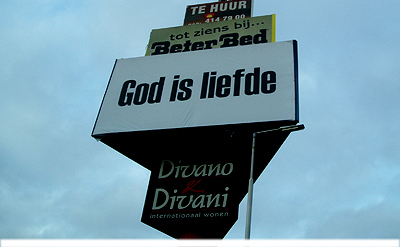 TE HUUR
414 79 00
tot ziens bij...
Beter Bed
God is liefde
Divano
&
Divani
internationaal wonen